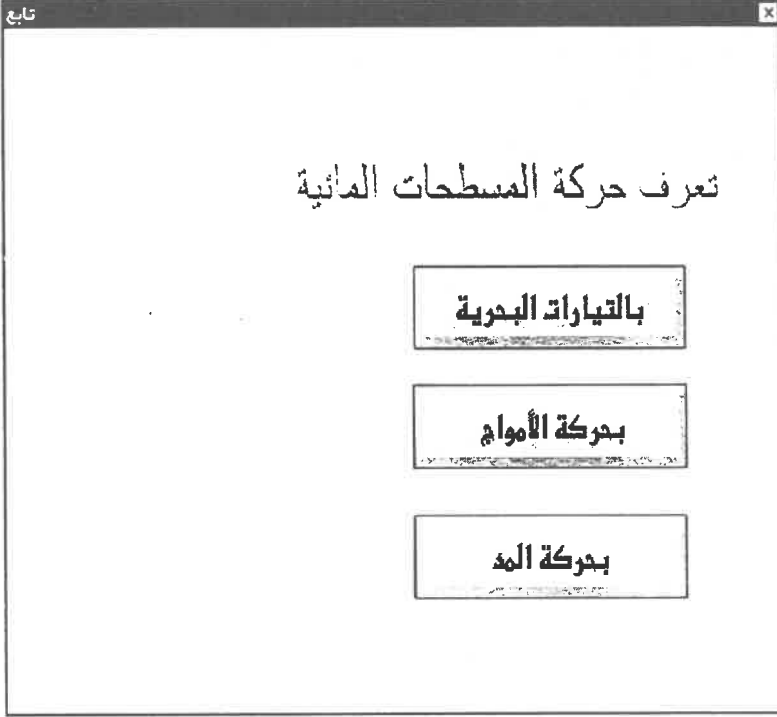 تابع
تعرف حركة المسطحات المائية
بالتيارات البحرية
بحركة الأمواج
بحركة المد